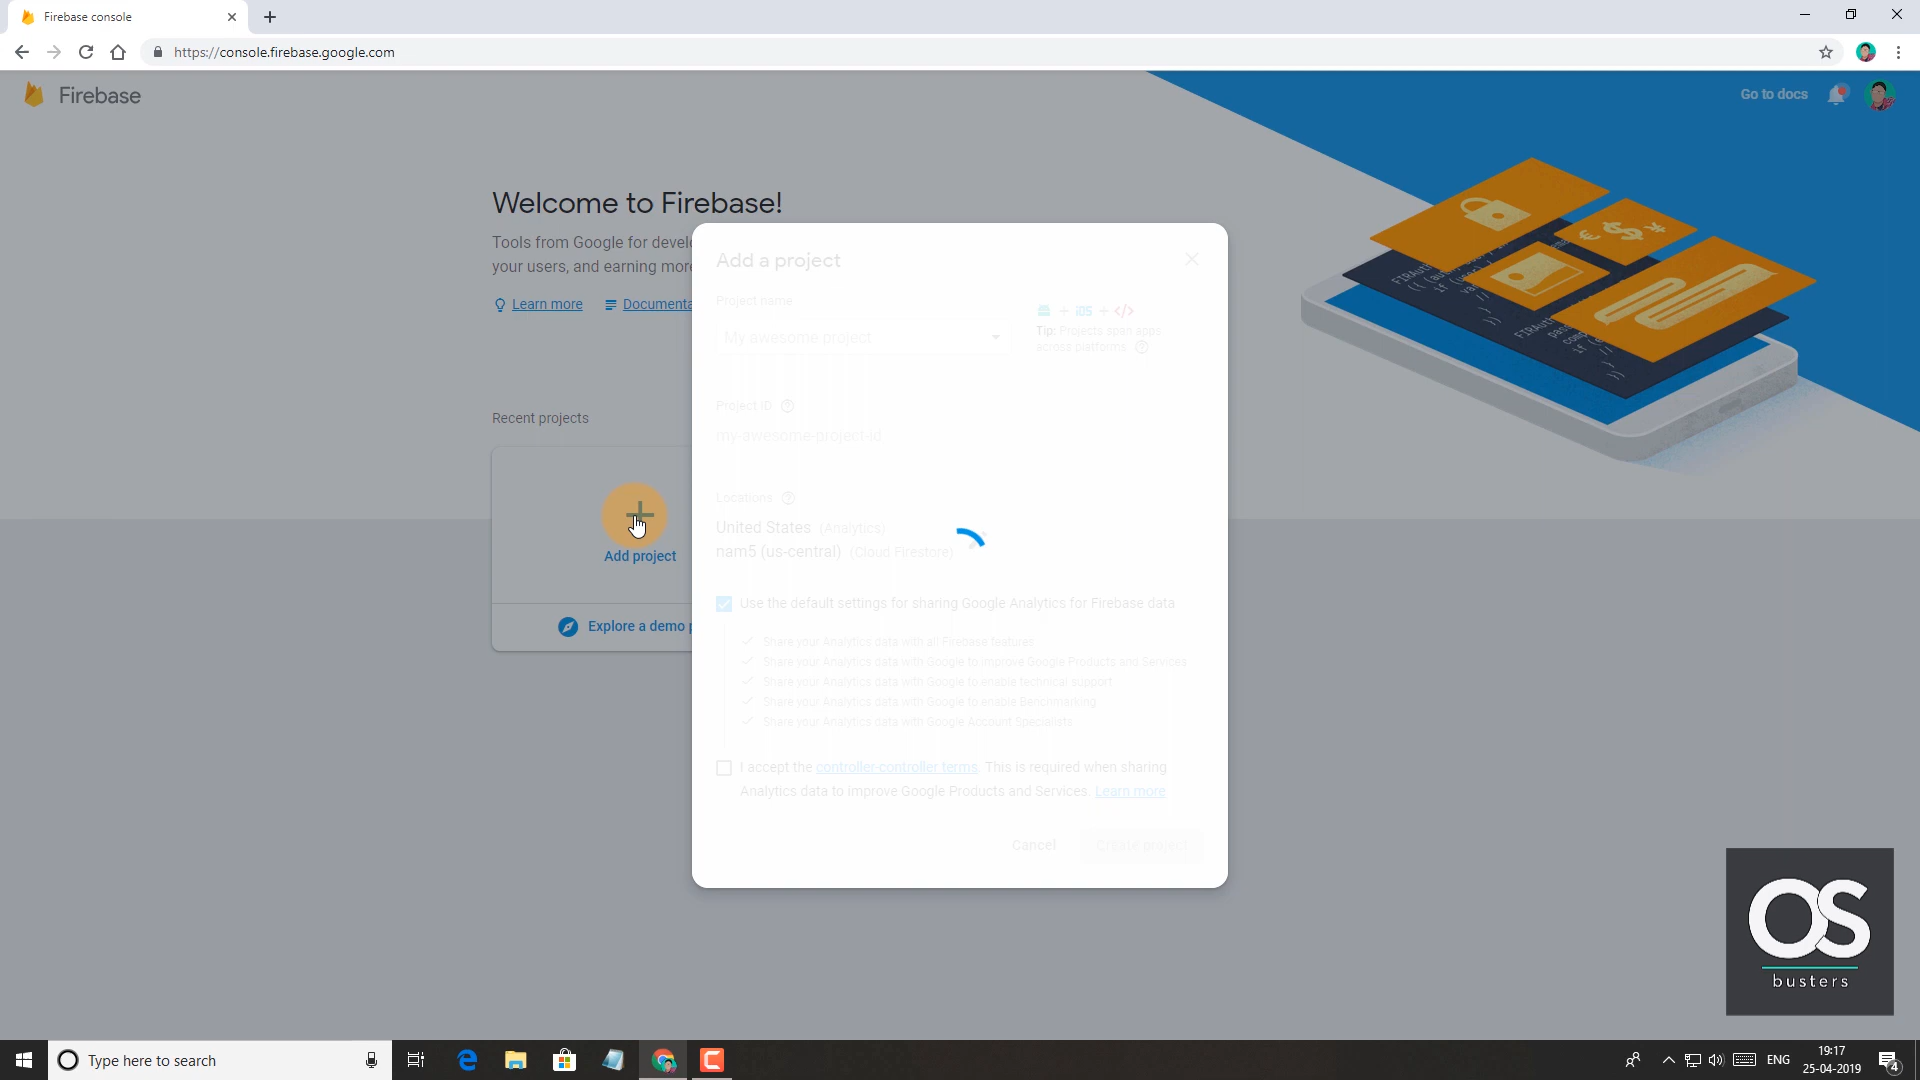 Firebase console
https://console.firebase.google.com
Firebase
Go to docs
Welcome to Firebase!
Tools from Google for devel
your users, and earning more
Learn more
Documenta
Recent projects
Add project
Explore a demo p
Add a project
Project name
My awesome project
+ iOS + </>
Tip: Projects span apps
across platforms
Project ID
my-awesome-project-id
Locations
United States (Analytics)
nam5 (us-central) (Cloud Firestore)
Use the default settings for sharing Google Analytics for Firebase data
Share your Analytics data with all Firebase features
Share your Analytics data with Google to improve Google Products and Services
Share your Analytics data with Google to enable technical support
Share your Analytics data with Google to enable Benchmarking
Share your Analytics data with Google Account Specialists
I accept the controller-controller terms. This is required when sharing
Analytics data to improve Google Products and Services. Learn more
Cancel
Create project
OS
busters
Type here to search
ENG
19:17
25-04-2019
4